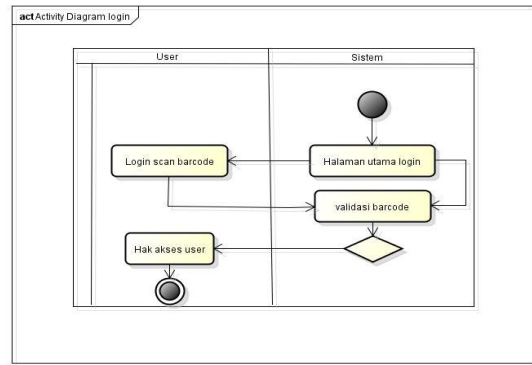 act Activity Diagram login
User
Sistem
Login scan barcode
Halaman utama login
validasi barcode
Hak akses user